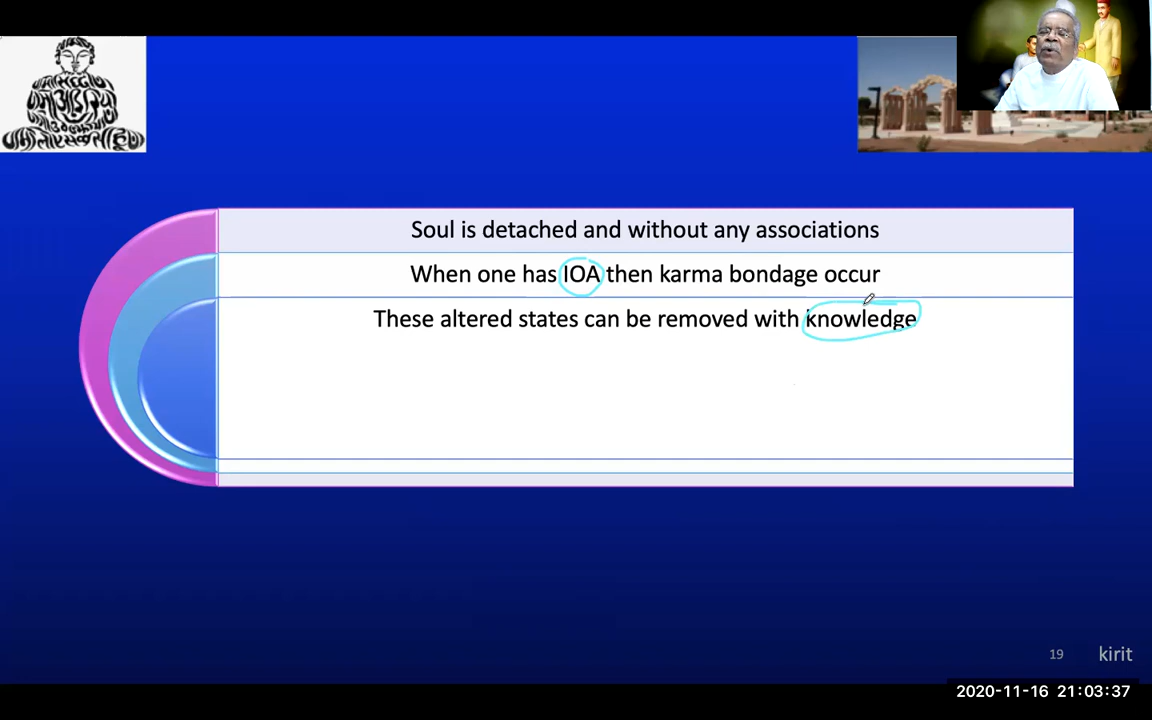 Soul is detached and without any associations
When one has IOA then karma bondage occur
These altered states can be removed with knowledge
19 kirit
2020-11-16 21:03:37